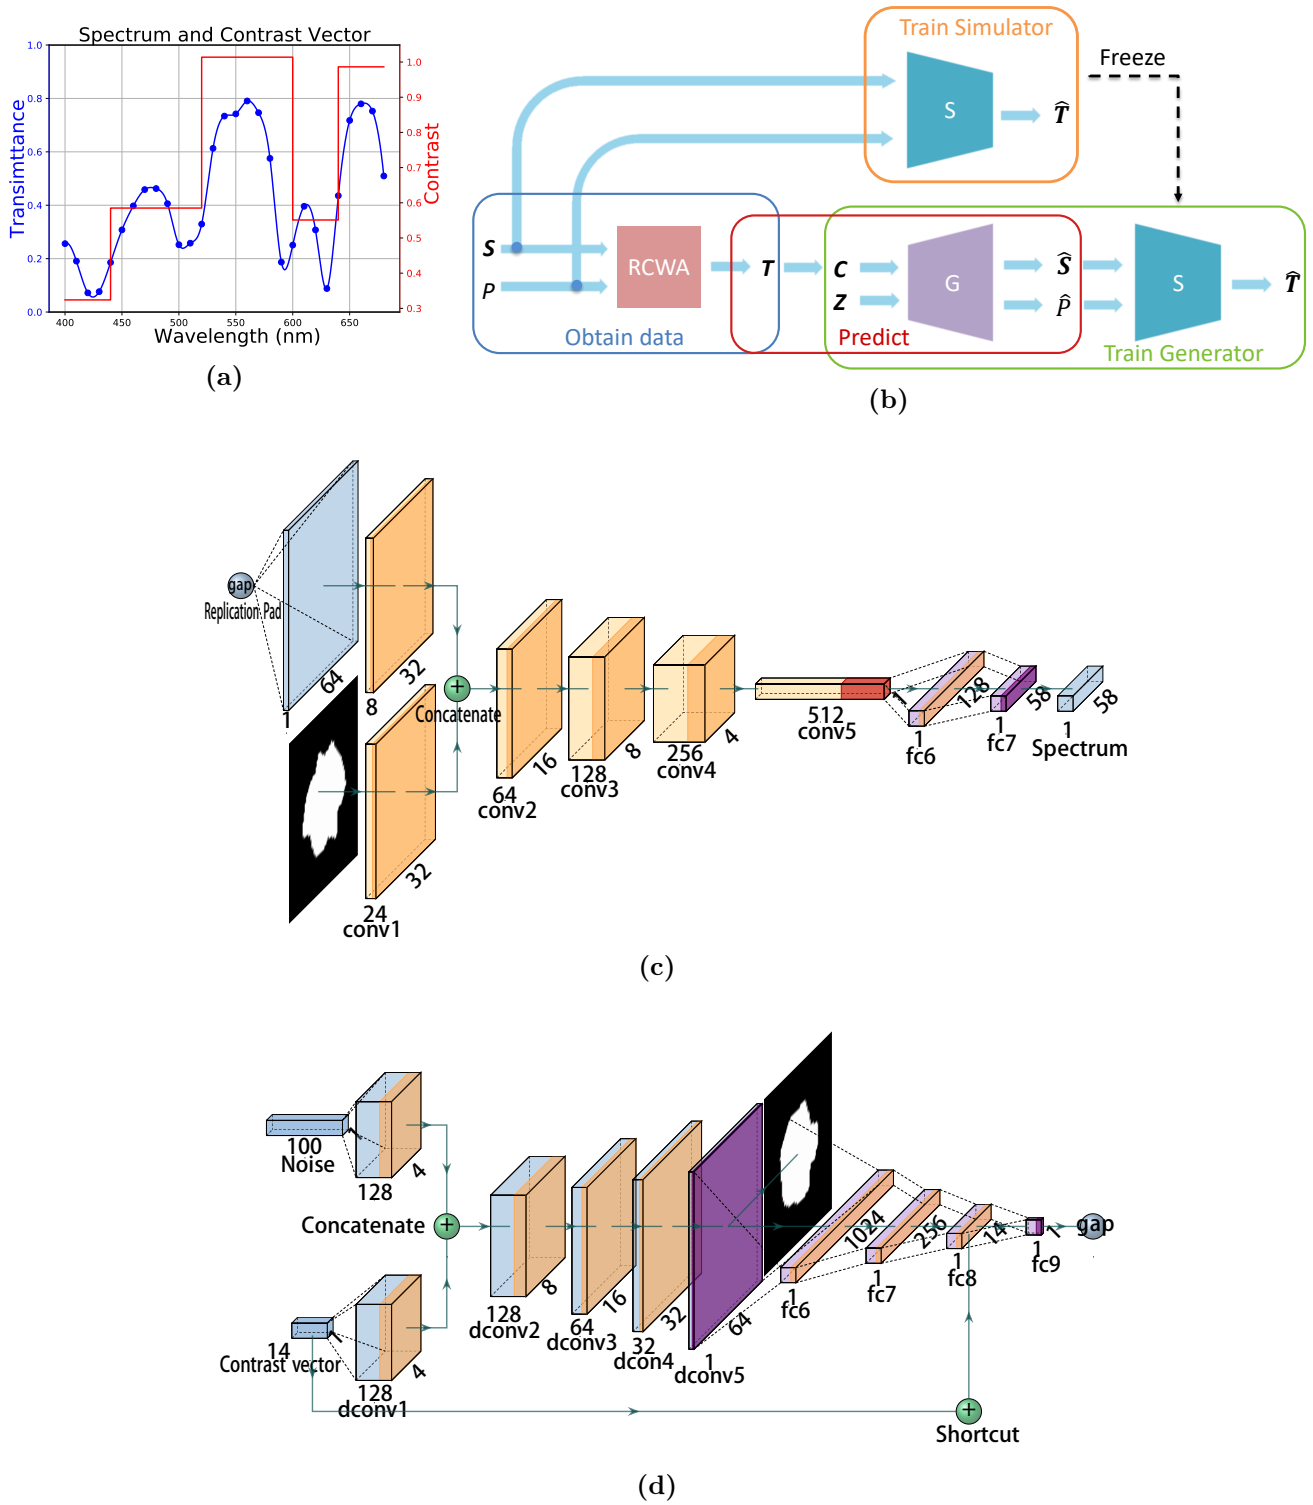 Spectrum and Contrast Vector
1.0
0.8
0.6
0.4
0.2
0.0
Transimttance
1.0
0.9
0.8
0.7
0.6
0.5
0.4
0.3
Contrast
400 450 500 550 600 650
Wavelength (nm)
(a)
Train Simulator
S
T̂
Freeze
S
P
RCWA
T
Obtain data
C
Z
G
Ŝ
P̂
Predict
S
T̂
Train Generator
(b)
gap
Replication Pad
1
64
8
32
24
conv1
32
+
Concatenate
64
conv2
16
128
conv3
8
256
conv4
4
512
conv5
1
1
fc6
128
1
fc7
58
1
Spectrum
58
(c)
100
Noise
1
128
4
Concatenate
+
14
Contrast vector
1
128
dconv1
4
128
dconv2
8
64
dconv3
16
32
dcon4
32
1
dconv5
64
1
fc6
1024
1
fc7
256
1
fc8
14
1
fc9
1
gap
+
Shortcut
(d)